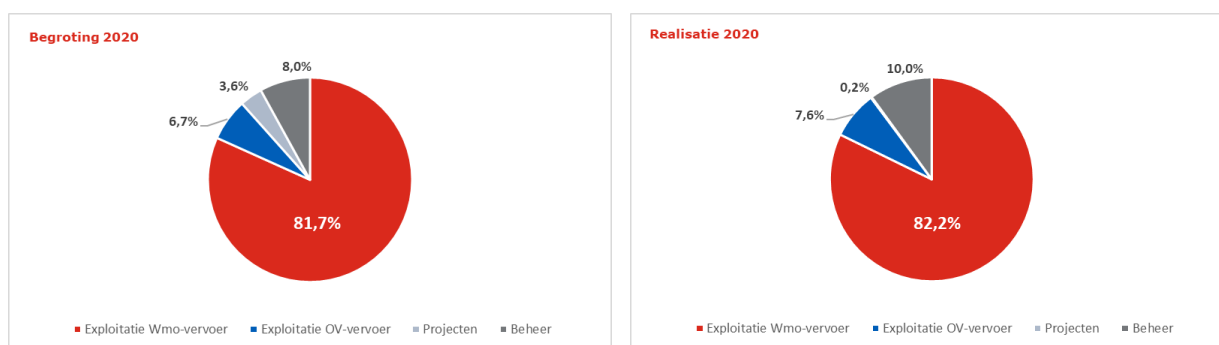 Begroting 2020
8,0%
3,6%
6,7%
81,7%
Exploitatie Wmo-vervoer Exploitatie OV-vervoer Projecten Beheer
Realisatie 2020
10,0%
0,2%
7,6%
82,2%
Exploitatie Wmo-vervoer Exploitatie OV-vervoer Projecten Beheer